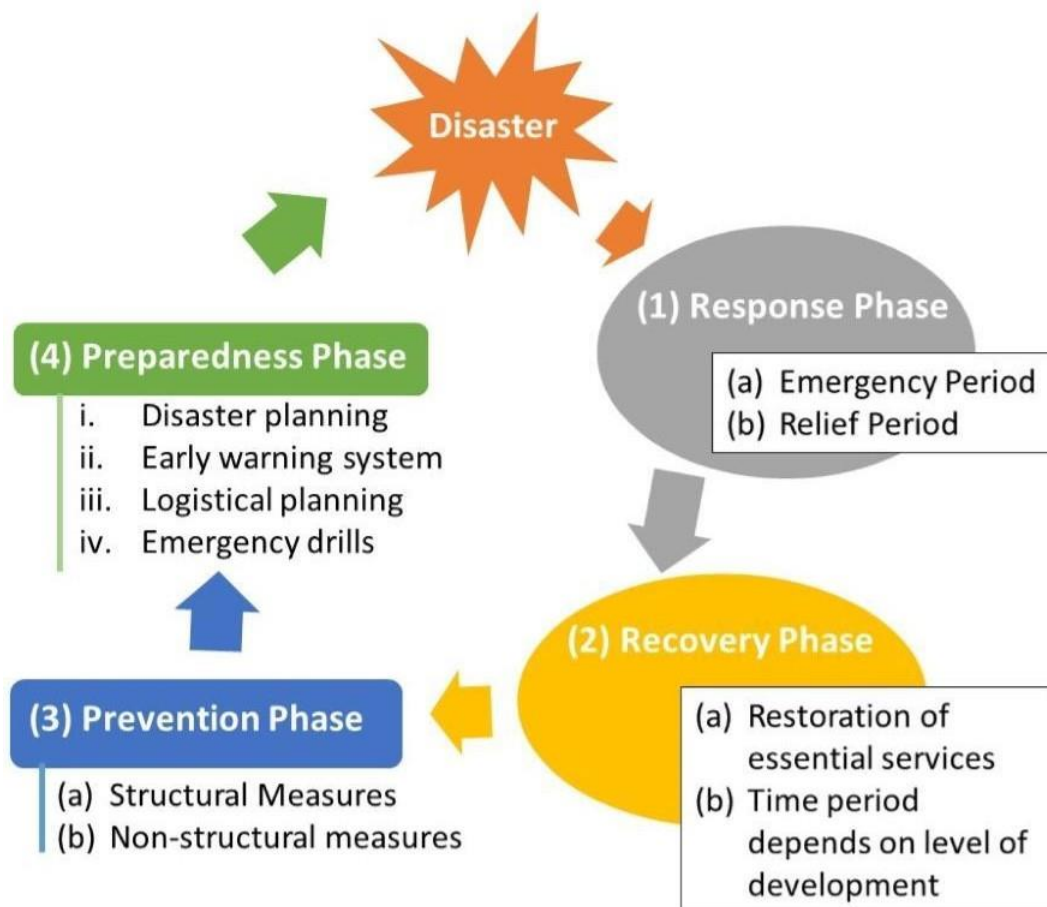 Disaster
(1) Response Phase
(a) Emergency Period
(b) Relief Period
(2) Recovery Phase
(a) Restoration of
essential services
(b) Time period
depends on level of
development
(3) Prevention Phase
(a) Structural Measures
(b) Non-structural measures
(4) Preparedness Phase
i. Disaster planning
ii. Early warning system
iii. Logistical planning
iv. Emergency drills